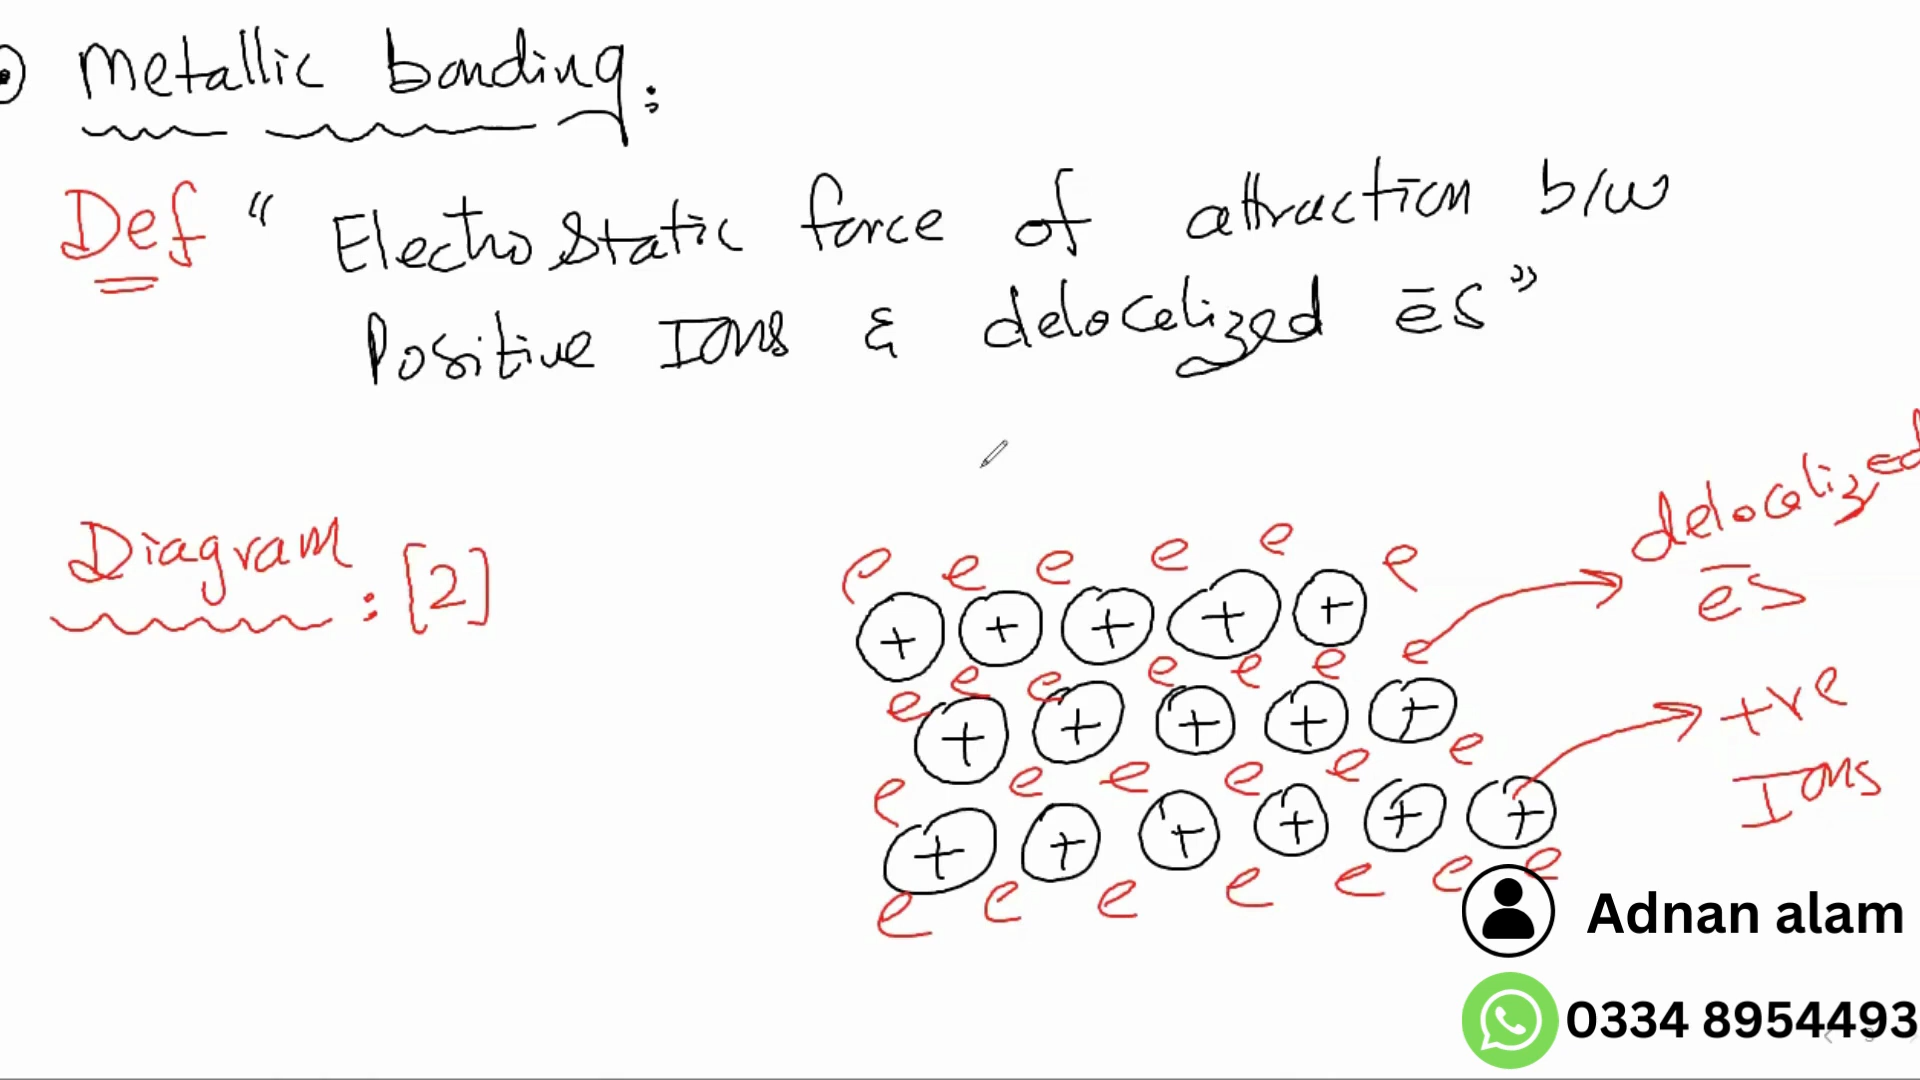 Metallic bonding:
Def “ Electrostatic force of attraction b/w
Positive Ions & delocalized ēs ”
Diagram : [2]
delocalized
ēs
e e e e e e
+ + + + +
e e e e e e e
+ + + + +
e e e e e e
+ + + + + +
e e e e e e e
+ve
Ions
Adnan alam
0334 8954493